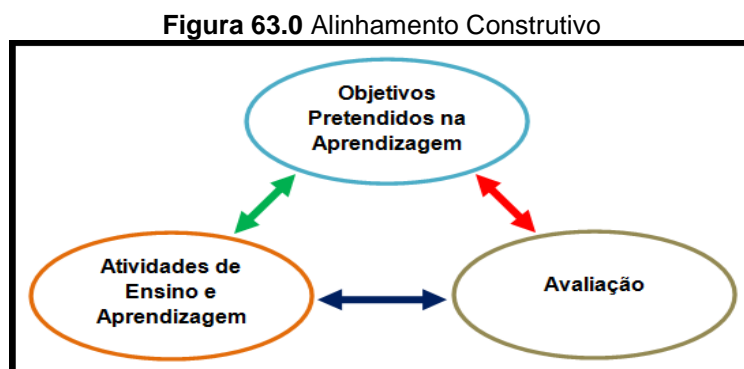 Figura 63.0 Alinhamento Construtivo
Objetivos
Pretendidos na
Aprendizagem
Atividades de
Ensino e
Aprendizagem
Avaliação